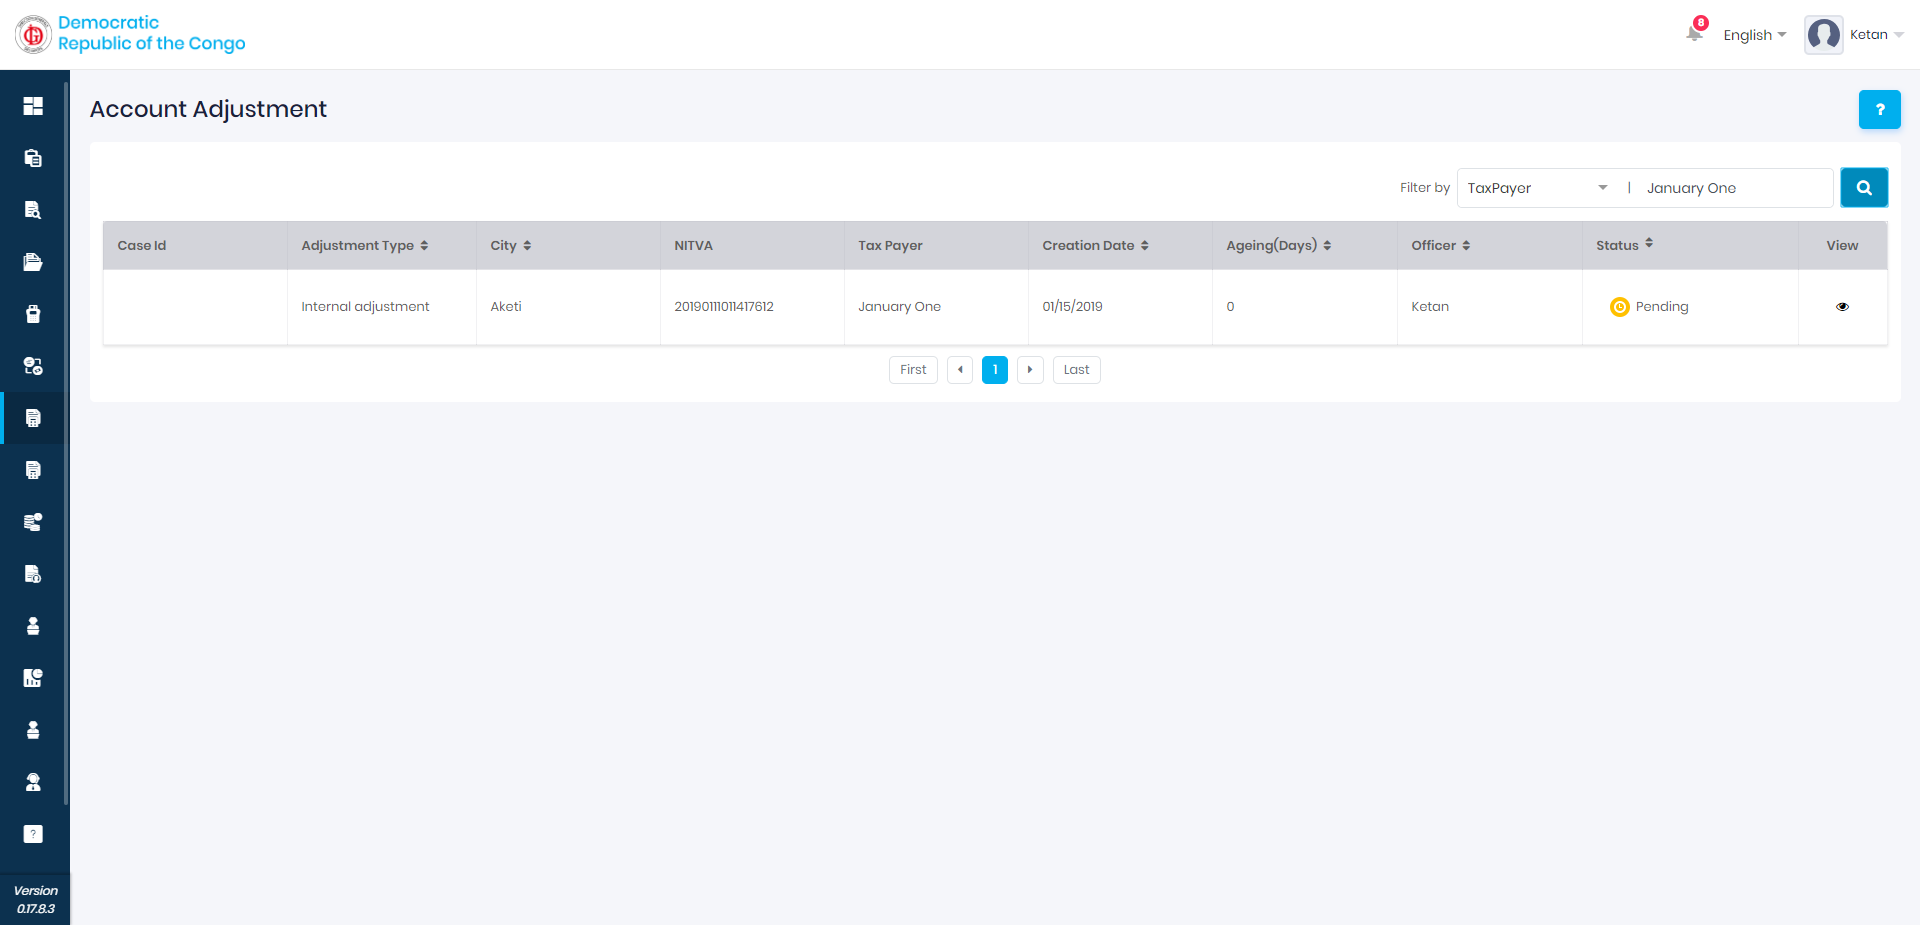 Democratic
Republic of the Congo
8
English
Ketan
Account Adjustment
?
Filter by
TaxPayer
|
January One
Case Id
Adjustment Type
City
NITVA
Tax Payer
Creation Date
Ageing(Days)
Officer
Status
View
Internal adjustment
Aketi
20190111011417612
January One
01/15/2019
0
Ketan
Pending
First
1
Last
?
Version
0.17.8.3